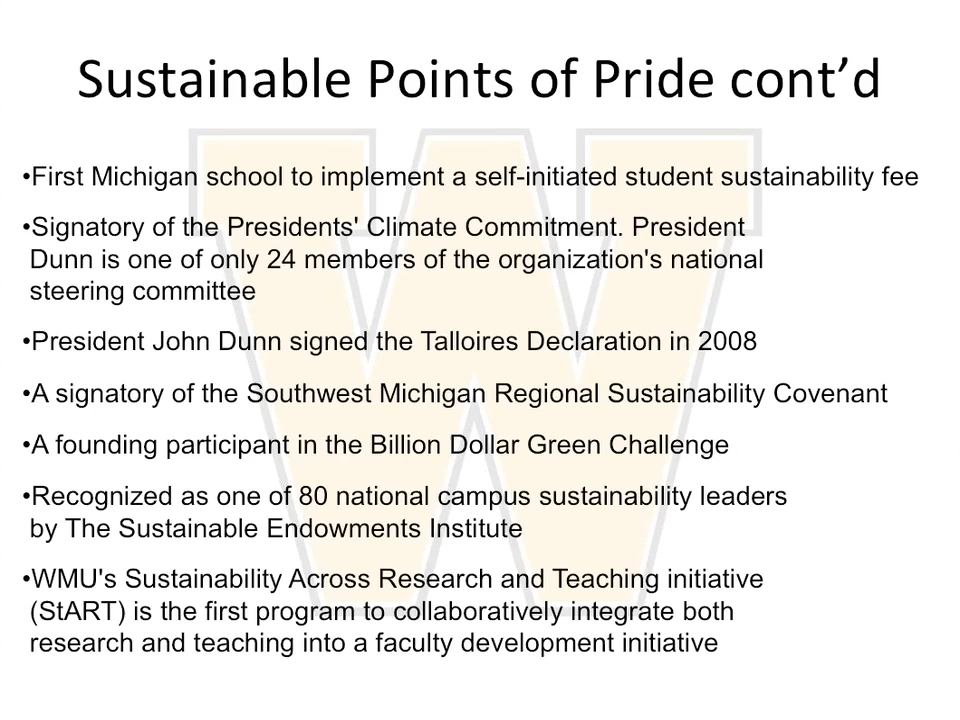 Sustainable Points of Pride cont’d
•First Michigan school to implement a self-initiated student sustainability fee
•Signatory of the Presidents' Climate Commitment. President
Dunn is one of only 24 members of the organization's national
steering committee
•President John Dunn signed the Talloires Declaration in 2008
•A signatory of the Southwest Michigan Regional Sustainability Covenant
•A founding participant in the Billion Dollar Green Challenge
•Recognized as one of 80 national campus sustainability leaders
by The Sustainable Endowments Institute
•WMU's Sustainability Across Research and Teaching initiative
(StART) is the first program to collaboratively integrate both
research and teaching into a faculty development initiative